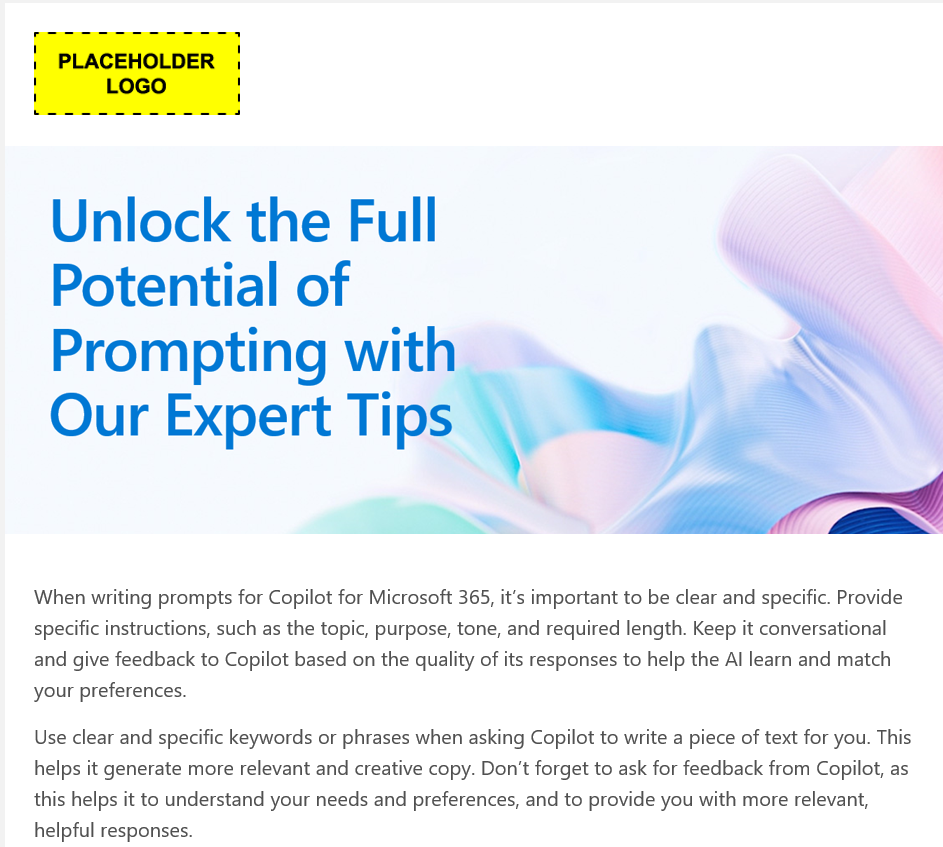 PLACEHOLDER
LOGO
Unlock the Full
Potential of
Prompting with
Our Expert Tips
When writing prompts for Copilot for Microsoft 365, it’s important to be clear and specific. Provide
specific instructions, such as the topic, purpose, tone, and required length. Keep it conversational
and give feedback to Copilot based on the quality of its responses to help the AI learn and match
your preferences.
Use clear and specific keywords or phrases when asking Copilot to write a piece of text for you. This
helps it generate more relevant and creative copy. Don’t forget to ask for feedback from Copilot, as
this helps it to understand your needs and preferences, and to provide you with more relevant,
helpful responses.